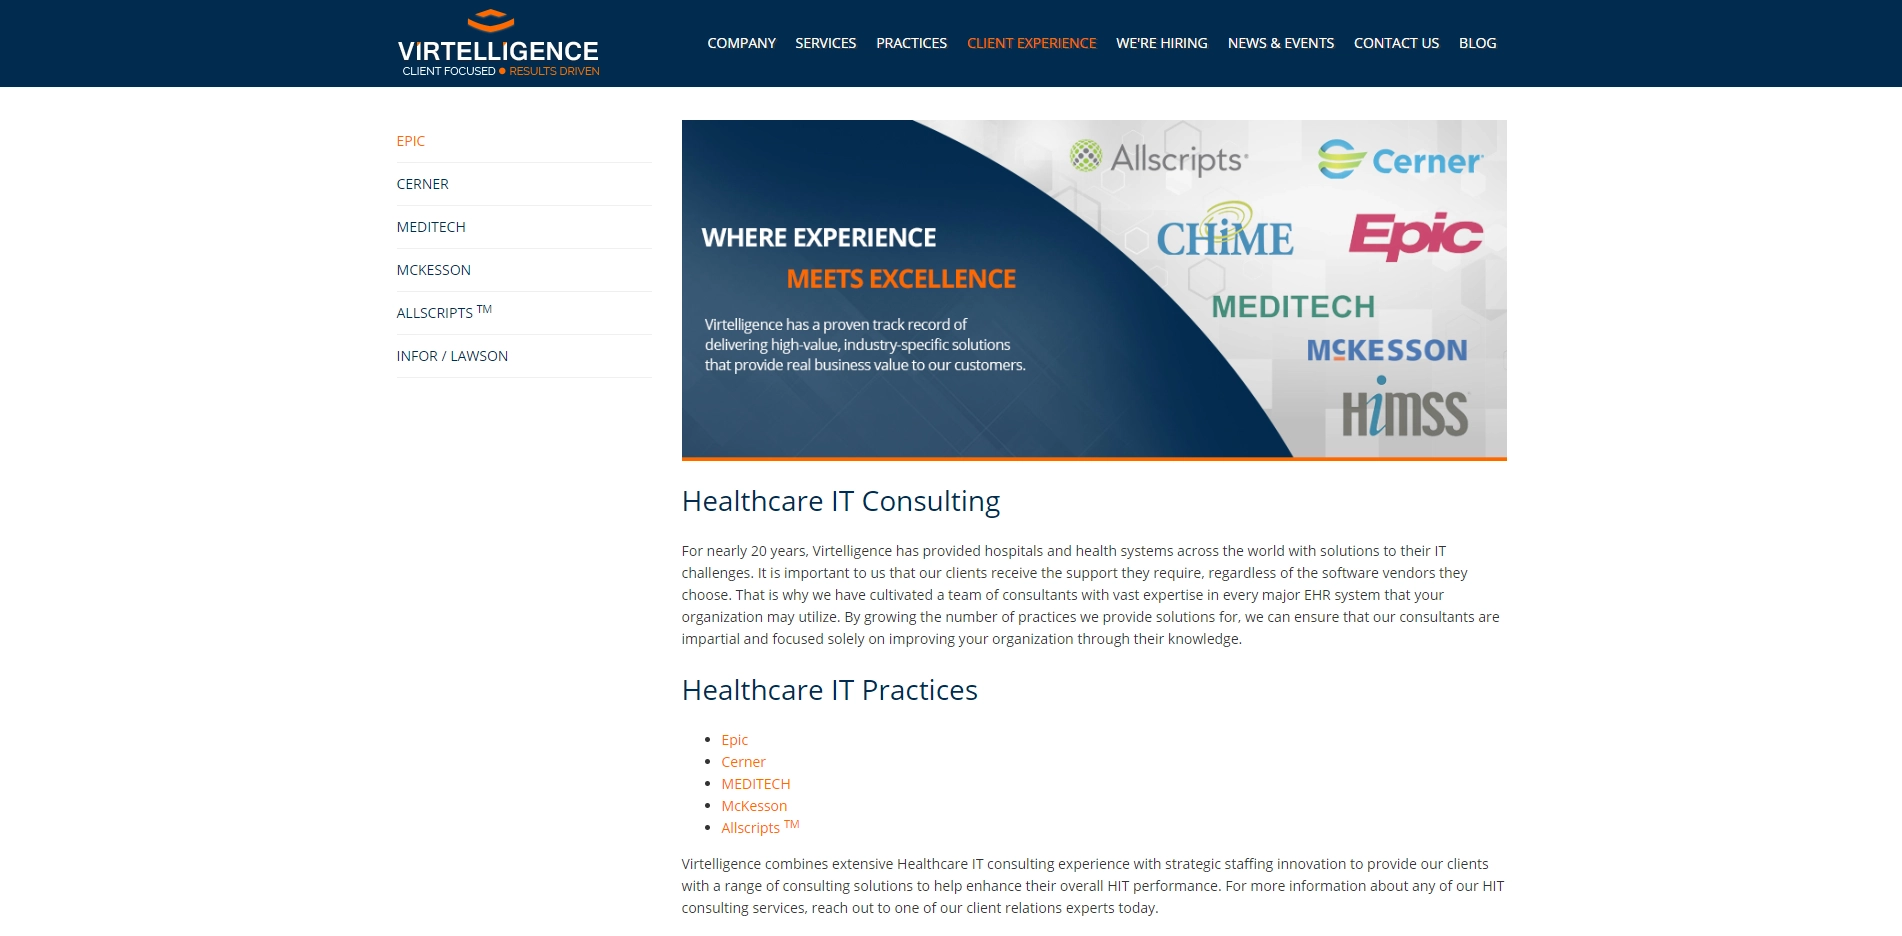 VIRTELLIGENCE
CLIENT FOCUSED • RESULTS DRIVEN
COMPANY SERVICES PRACTICES CLIENT EXPERIENCE WE'RE HIRING NEWS & EVENTS CONTACT US BLOG
EPIC
CERNER
MEDITECH
MCKESSON
ALLSCRIPTS TM
INFOR / LAWSON
WHERE EXPERIENCE
MEETS EXCELLENCE
Virtelligence has a proven track record of
delivering high-value, industry-specific solutions
that provide real business value to our customers.
Allscripts®
Cerner
CHiME
Epic
MEDITECH
MCKESSON
HiMSS
Healthcare IT Consulting
For nearly 20 years, Virtelligence has provided hospitals and health systems across the world with solutions to their IT
challenges. It is important to us that our clients receive the support they require, regardless of the software vendors they
choose. That is why we have cultivated a team of consultants with vast expertise in every major EHR system that your
organization may utilize. By growing the number of practices we provide solutions for, we can ensure that our consultants are
impartial and focused solely on improving your organization through their knowledge.
Healthcare IT Practices
• Epic
• Cerner
• MEDITECH
• McKesson
• Allscripts TM
Virtelligence combines extensive Healthcare IT consulting experience with strategic staffing innovation to provide our clients
with a range of consulting solutions to help enhance their overall HIT performance. For more information about any of our HIT
consulting services, reach out to one of our client relations experts today.